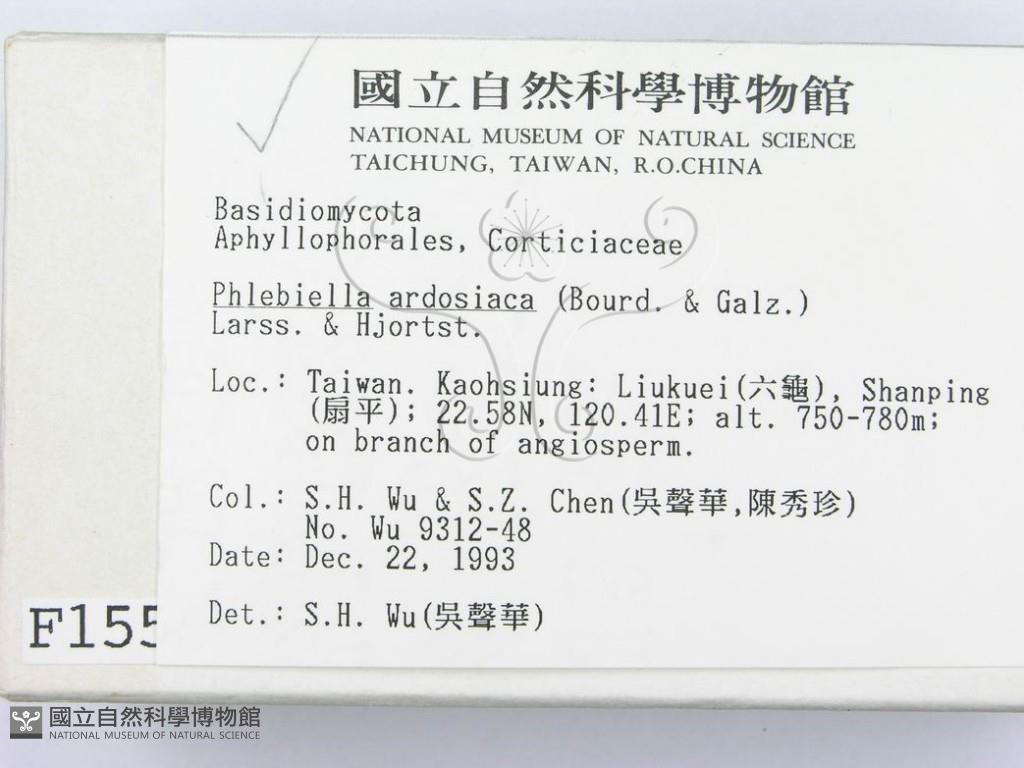 國立自然科學博物館
NATIONAL MUSEUM OF NATURAL SCIENCE
TAICHUNG, TAIWAN, R.O.CHINA
Basidiomycota
Aphyllophorales, Corticiaceae
Phlebiella ardosiaca (Bourd. & Galz.)
Larss. & Hjortst.
Loc.: Taiwan. Kaohsiung: Liukuei(六龜), Shanping
(扇平); 22.58N, 120.41E; alt. 750-780m;
on branch of angiosperm.
Col.: S.H. Wu & S.Z. Chen(吳聲華,陳秀珍)
No. Wu 9312-48
Date: Dec. 22, 1993
Det.: S.H. Wu(吳聲華)
F155
國立自然科學博物館
NATIONAL MUSEUM OF NATURAL SCIENCE